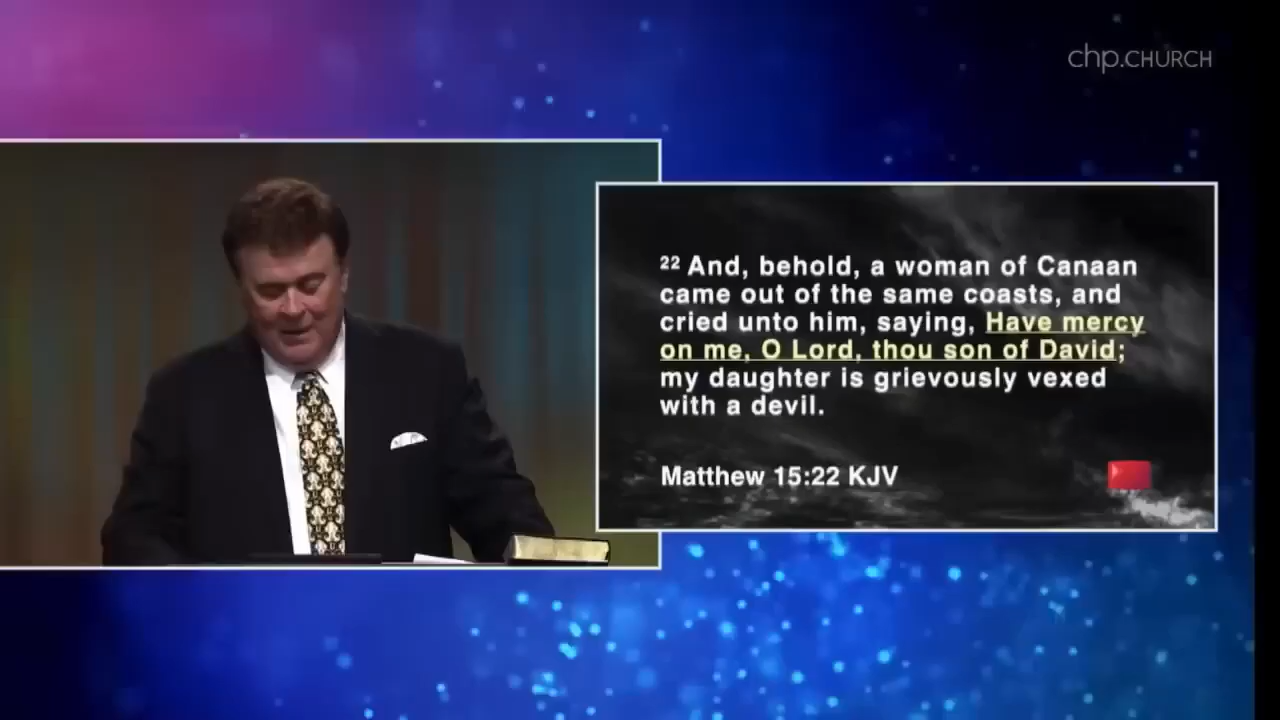 chp.CHURCH
22 And, behold, a woman of Canaan
came out of the same coasts, and
cried unto him, saying, Have mercy
on me, O Lord, thou son of David;
my daughter is grievously vexed
with a devil.
Matthew 15:22 KJV